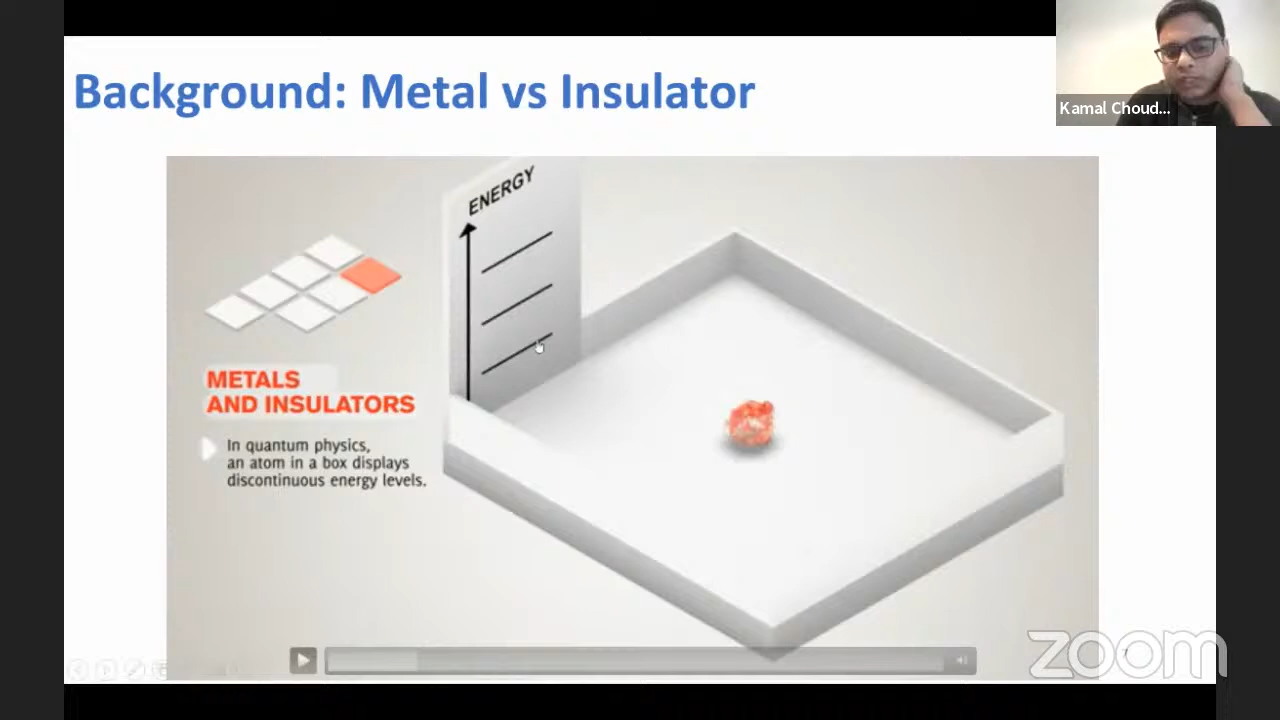 Background: Metal vs Insulator
Kamal Choud...
ENERGY
METALS
AND INSULATORS
In quantum physics,
an atom in a box displays
discontinuous energy levels.
zoom
7